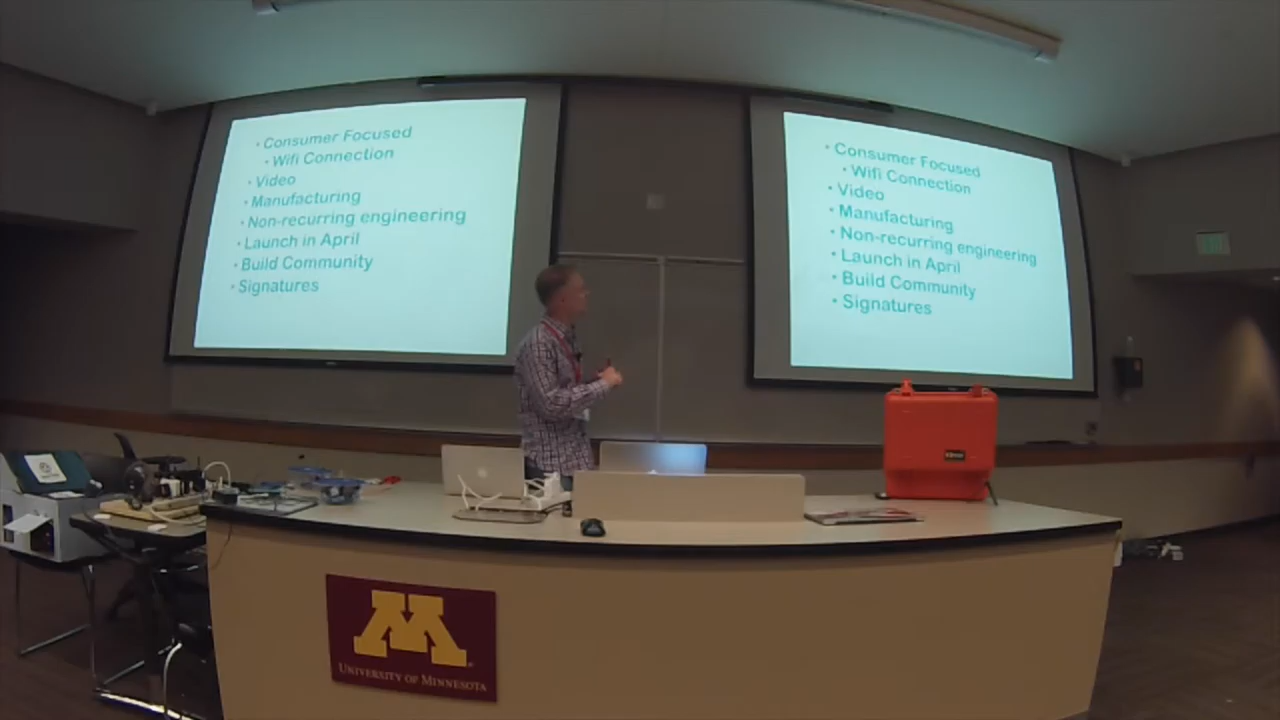 • Consumer Focused
• Wifi Connection
• Video
• Manufacturing
• Non-recurring engineering
• Launch in April
• Build Community
• Signatures
• Consumer Focused
• Wifi Connection
• Video
• Manufacturing
• Non-recurring engineering
• Launch in April
• Build Community
• Signatures
M
UNIVERSITY OF MINNESOTA